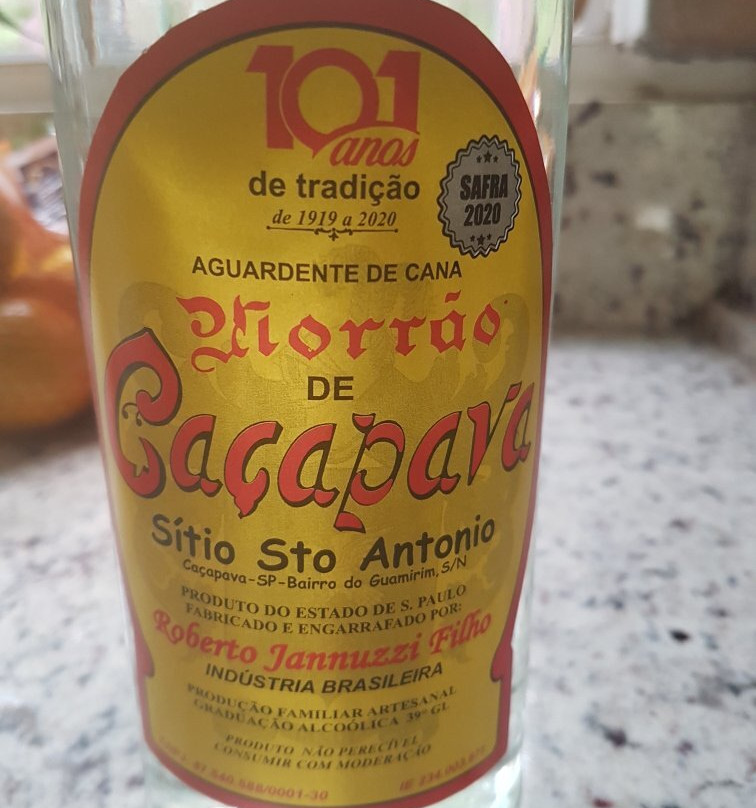 101
anos
de tradição
de 1919 a 2020
SAFRA
2020
AGUARDENTE DE CANA
Morrão
DE
Caçapava
Sítio Sto Antonio
Caçapava-SP-Bairro do Guamirim, S/N
PRODUTO DO ESTADO DE S. PAULO
FABRICADO E ENGARRAFADO POR:
Roberto Jannuzzi Filho
INDÚSTRIA BRASILEIRA
PRODUÇÃO FAMILIAR ARTESANAL
GRADUAÇÃO ALCOÓLICA 39º GL
PRODUTO NÃO PERECÍVEL
CONSUMIR COM MODERAÇÃO